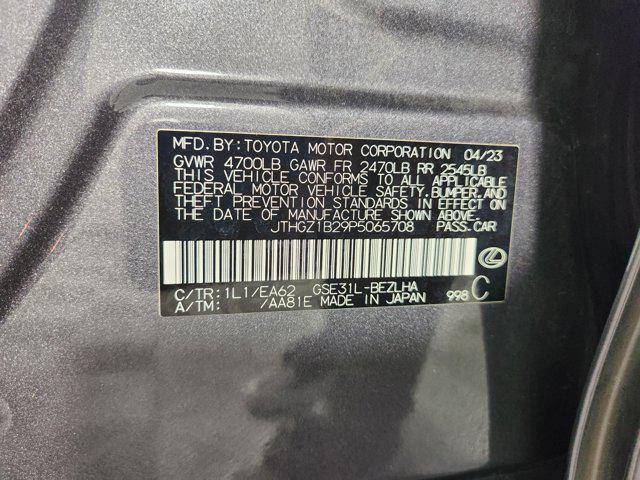 MFD. BY: TOYOTA MOTOR CORPORATION 04/23
GVWR 4700LB GAWR FR 2470LB RR 2545LB
THIS VEHICLE CONFORMS TO ALL APPLICABLE
FEDERAL MOTOR VEHICLE SAFETY, BUMPER, AND
THEFT PREVENTION STANDARDS IN EFFECT ON
THE DATE OF MANUFACTURE SHOWN ABOVE.
JTHGZ1B29P5065708 PASS. CAR
C/TR: 1L1/EA62 GSE31L-BEZLHA
A/TM: /AA81E MADE IN JAPAN 998 C